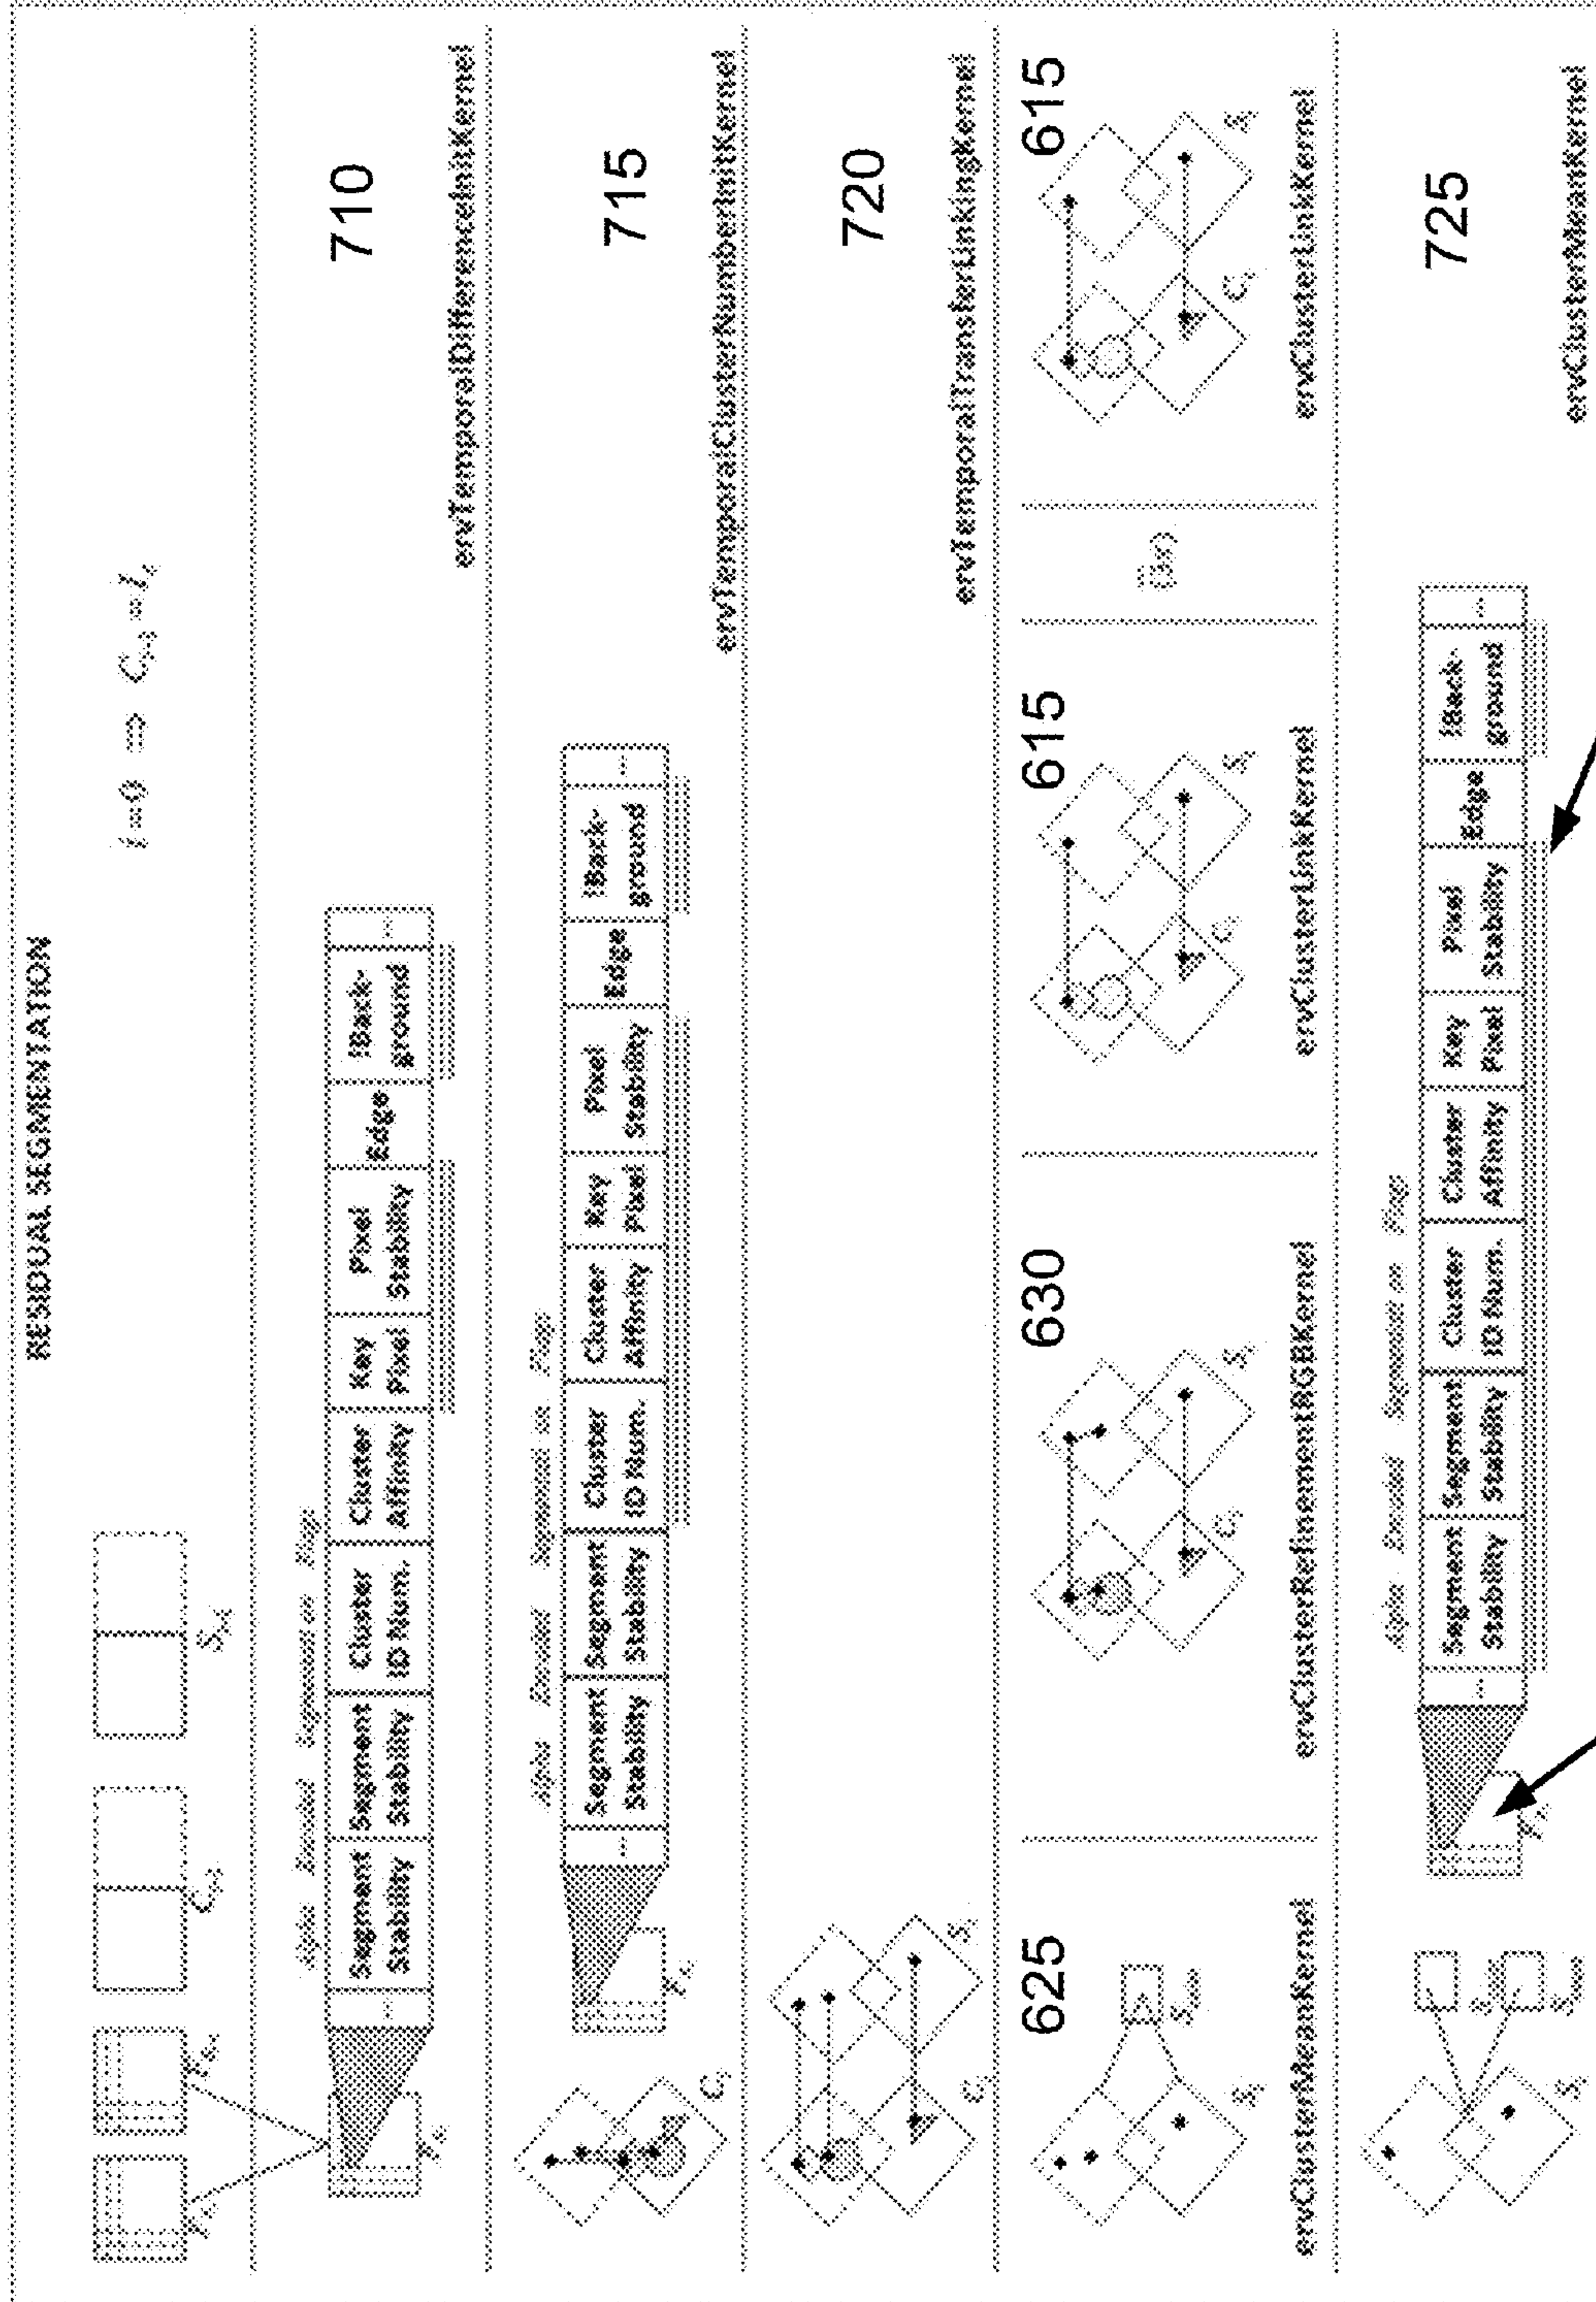 RESIDUAL SEGMENTATION
710
Segment Stability
Segment Stability
Cluster ID Num.
Cluster Affinity
Key Pixel
Pixel Stability
Edge
!Back-ground
...
ervTemporalDifferenceInitKernel
715
Segment Stability
Segment Stability
Cluster ID Num.
Cluster Affinity
Key Pixel
Pixel Stability
Edge
!Back-ground
...
ervTemporalClusterNumberInitKernel
720
ervTemporalTransferLinkingKernel
625
ervClusterMeanKernel
630
ervClusterRefinementRGBKernel
615
ervClusterLinkKernel
615
ervClusterLinkKernel
725
Segment Stability
Segment Stability
Cluster ID Num.
Cluster Affinity
Key Pixel
Pixel Stability
Edge
!Back-ground
...
ervClusterMeanKernel